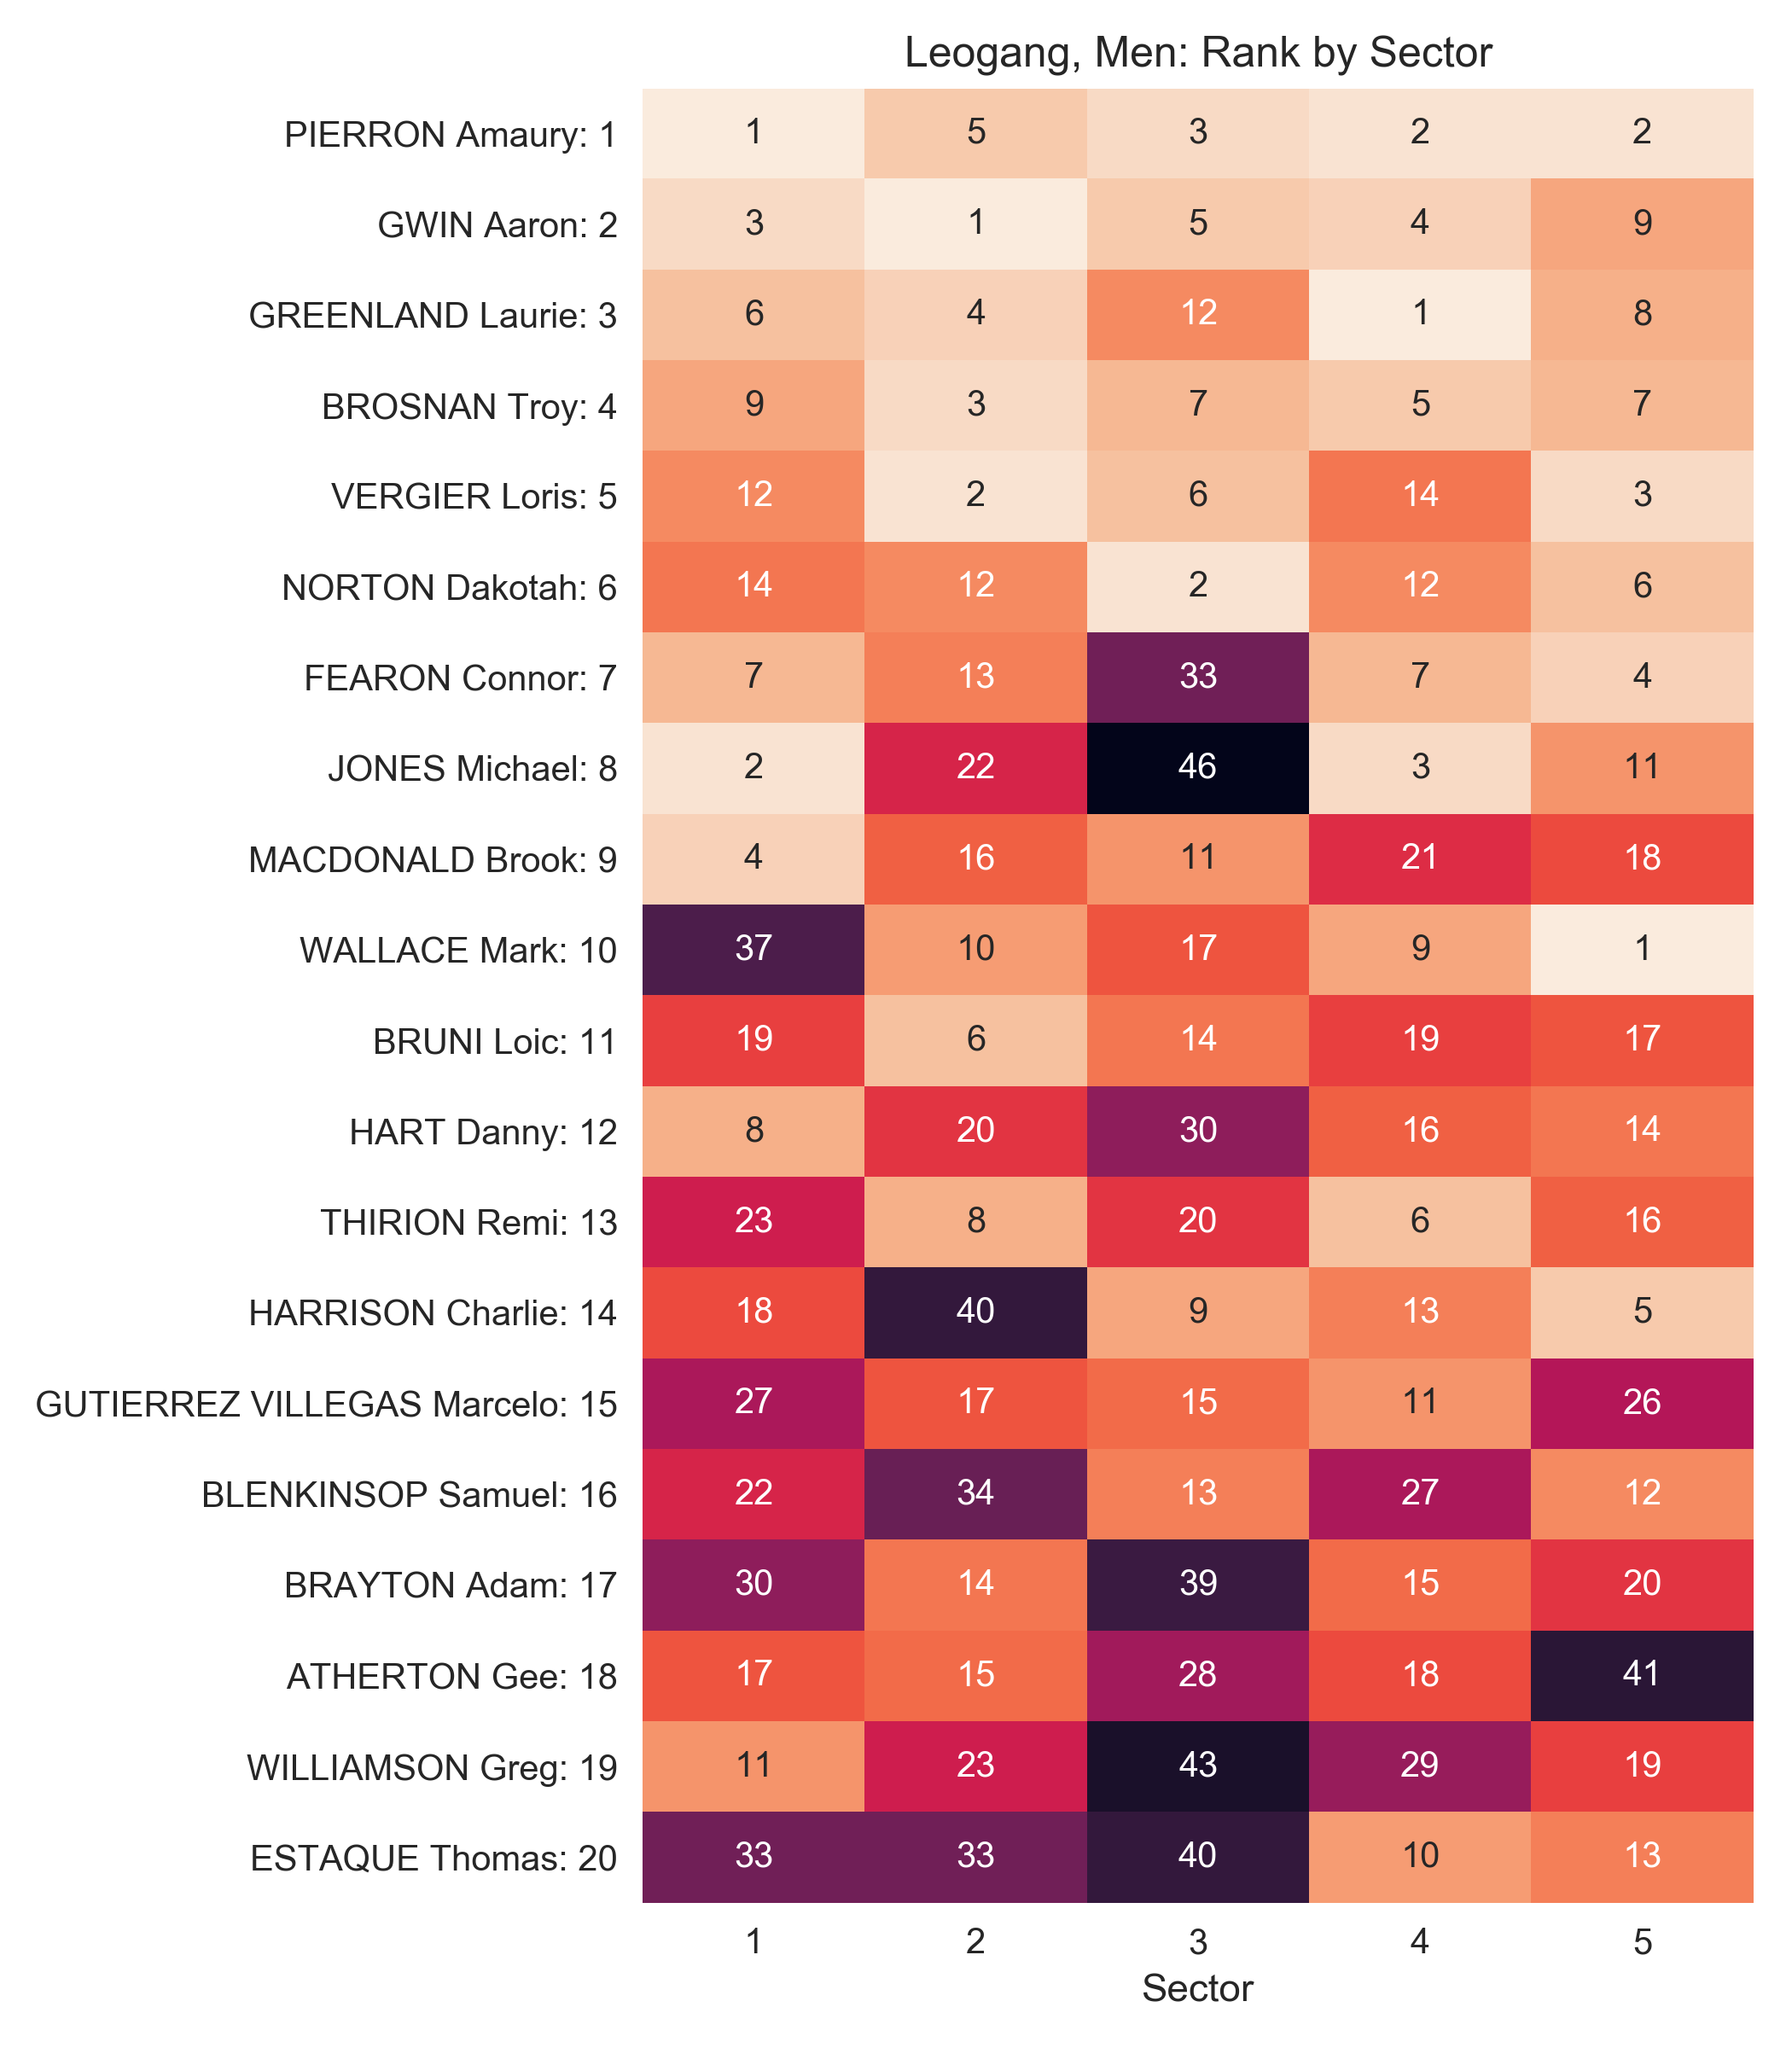 Leogang, Men: Rank by Sector
PIERRON Amaury: 1 1 5 3 2 2
GWIN Aaron: 2 3 1 5 4 9
GREENLAND Laurie: 3 6 4 12 1 8
BROSNAN Troy: 4 9 3 7 5 7
VERGIER Loris: 5 12 2 6 14 3
NORTON Dakotah: 6 14 12 2 12 6
FEARON Connor: 7 7 13 33 7 4
JONES Michael: 8 2 22 46 3 11
MACDONALD Brook: 9 4 16 11 21 18
WALLACE Mark: 10 37 10 17 9 1
BRUNI Loic: 11 19 6 14 19 17
HART Danny: 12 8 20 30 16 14
THIRION Remi: 13 23 8 20 6 16
HARRISON Charlie: 14 18 40 9 13 5
GUTIERREZ VILLEGAS Marcelo: 15 27 17 15 11 26
BLENKINSOP Samuel: 16 22 34 13 27 12
BRAYTON Adam: 17 30 14 39 15 20
ATHERTON Gee: 18 17 15 28 18 41
WILLIAMSON Greg: 19 11 23 43 29 19
ESTAQUE Thomas: 20 33 33 40 10 13
1 2 3 4 5
Sector